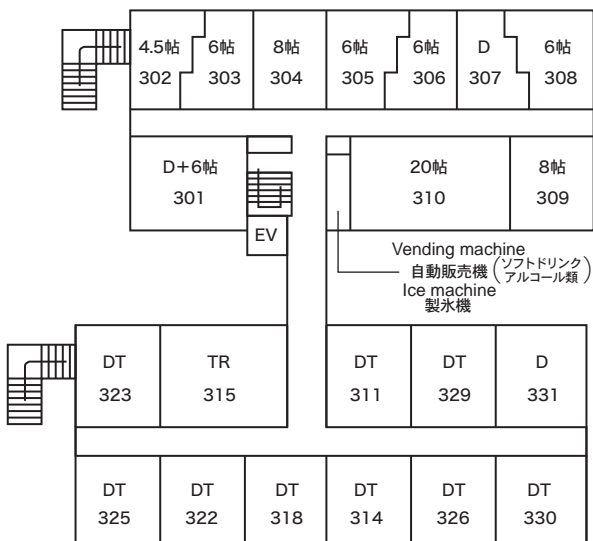 4.5帖 6帖 8帖 6帖 6帖 D 6帖
302 303 304 305 306 307 308
D+6帖 20帖 8帖
301 310 309
EV
Vending machine
自動販売機(ソフトドリンク
アルコール類)
Ice machine
製氷機
DT TR DT DT D
323 315 311 329 331
DT DT DT DT DT DT
325 322 318 314 326 330